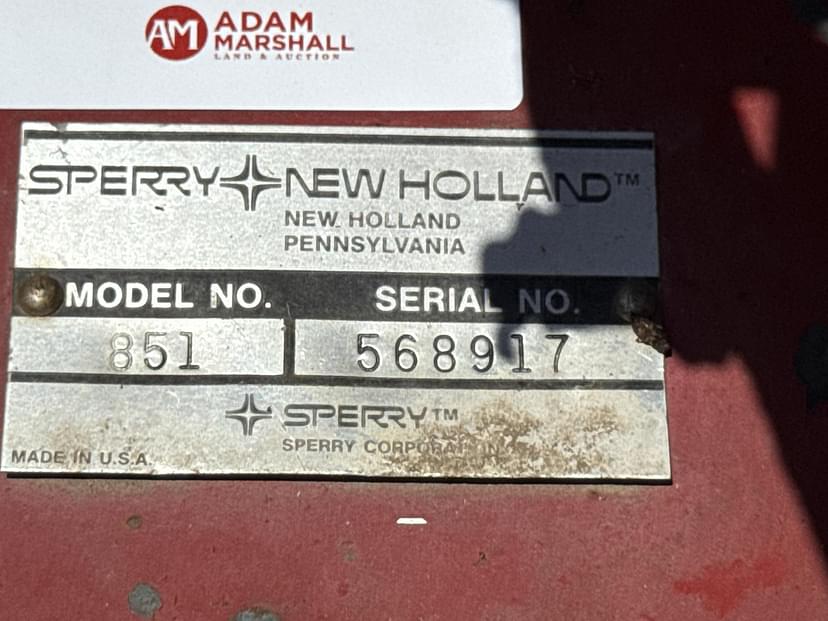 AM ADAM
MARSHALL
LAND & AUCTION
SPERRY NEW HOLLAND™
NEW HOLLAND
PENNSYLVANIA
MODEL NO. SERIAL NO.
851 568917
SPERRY™
SPERRY
MADE IN U.S.A.